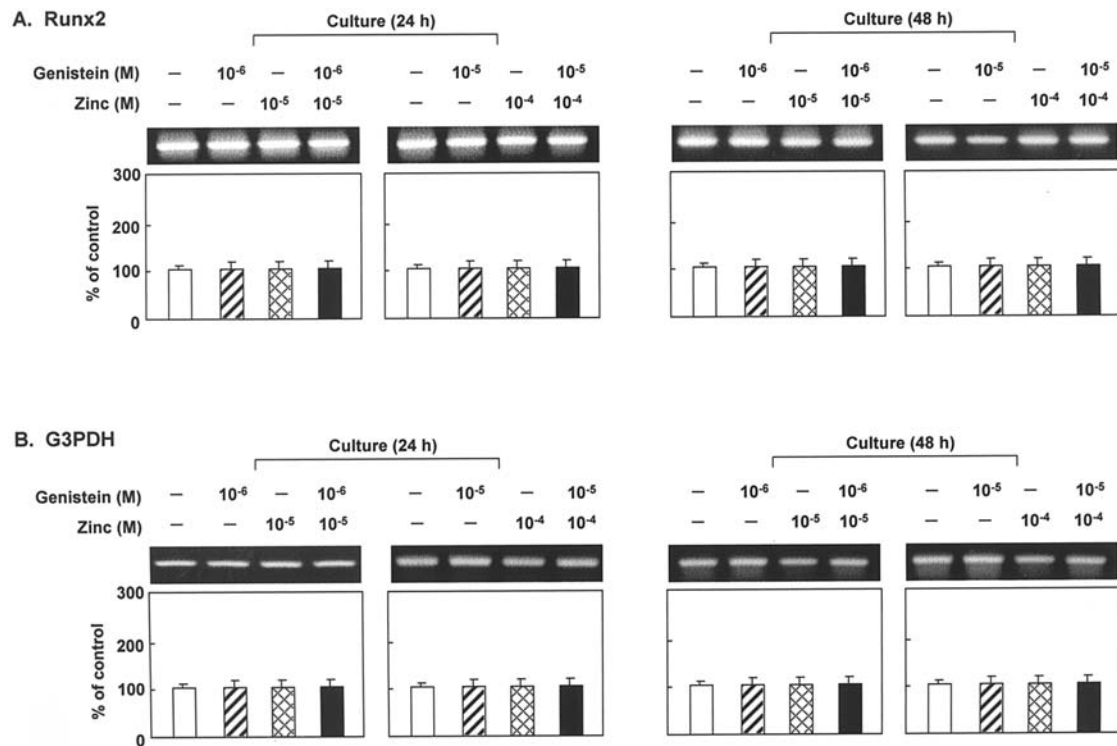 A. Runx2
Culture (24 h) Culture (48 h)
Genistein (M) – 10⁻⁶ – 10⁻⁶ – 10⁻⁵ – 10⁻⁵ – 10⁻⁶ – 10⁻⁶ – 10⁻⁵ – 10⁻⁵
Zinc (M) – – 10⁻⁵ 10⁻⁵ – – 10⁻⁴ 10⁻⁴ – – 10⁻⁵ 10⁻⁵ – – 10⁻⁴ 10⁻⁴
300
200
100
0
% of control
B. G3PDH
Culture (24 h) Culture (48 h)
Genistein (M) – 10⁻⁶ – 10⁻⁶ – 10⁻⁵ – 10⁻⁵ – 10⁻⁶ – 10⁻⁶ – 10⁻⁵ – 10⁻⁵
Zinc (M) – – 10⁻⁵ 10⁻⁵ – – 10⁻⁴ 10⁻⁴ – – 10⁻⁵ 10⁻⁵ – – 10⁻⁴ 10⁻⁴
300
200
100
0
% of control